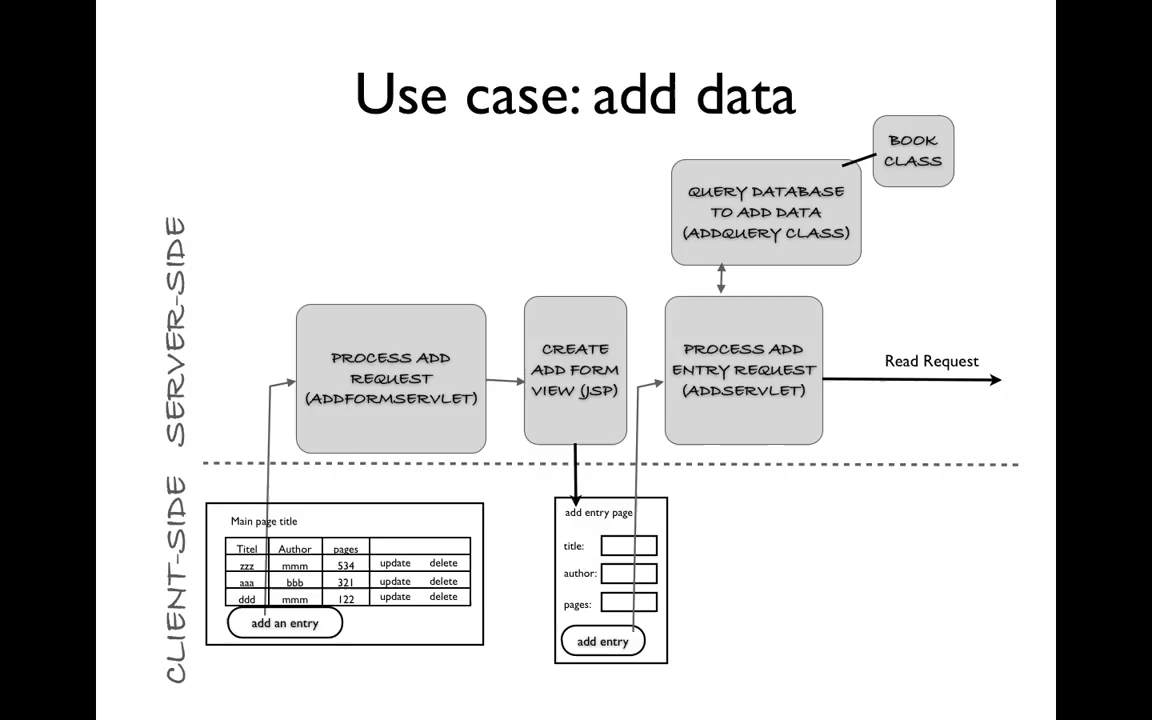 Use case: add data
BOOK
CLASS
QUERY DATABASE
TO ADD DATA
(ADDQUERY CLASS)
SERVER-SIDE
PROCESS ADD
REQUEST
(ADDFORMSERVLET)
CREATE
ADD FORM
VIEW (JSP)
PROCESS ADD
ENTRY REQUEST
(ADDSERVLET)
Read Request
CLIENT-SIDE
Main page title
Titel Author pages
zzz mmm 534 update delete
aaa bbb 321 update delete
ddd mmm 122 update delete
add an entry
add entry page
title:
author:
pages:
add entry